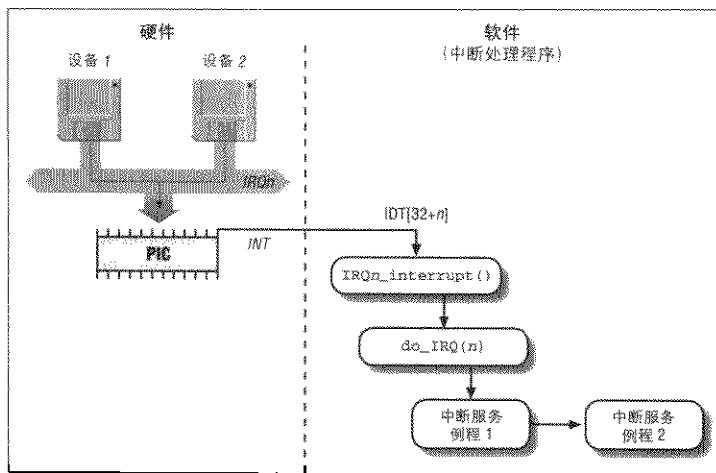 硬件
软件
(中断处理程序)
设备 1
设备 2
IRQn
PIC
INT
IDT[32+n]
IRQn_interrupt()
do_IRQ(n)
中断服务
例程 1
中断服务
例程 2